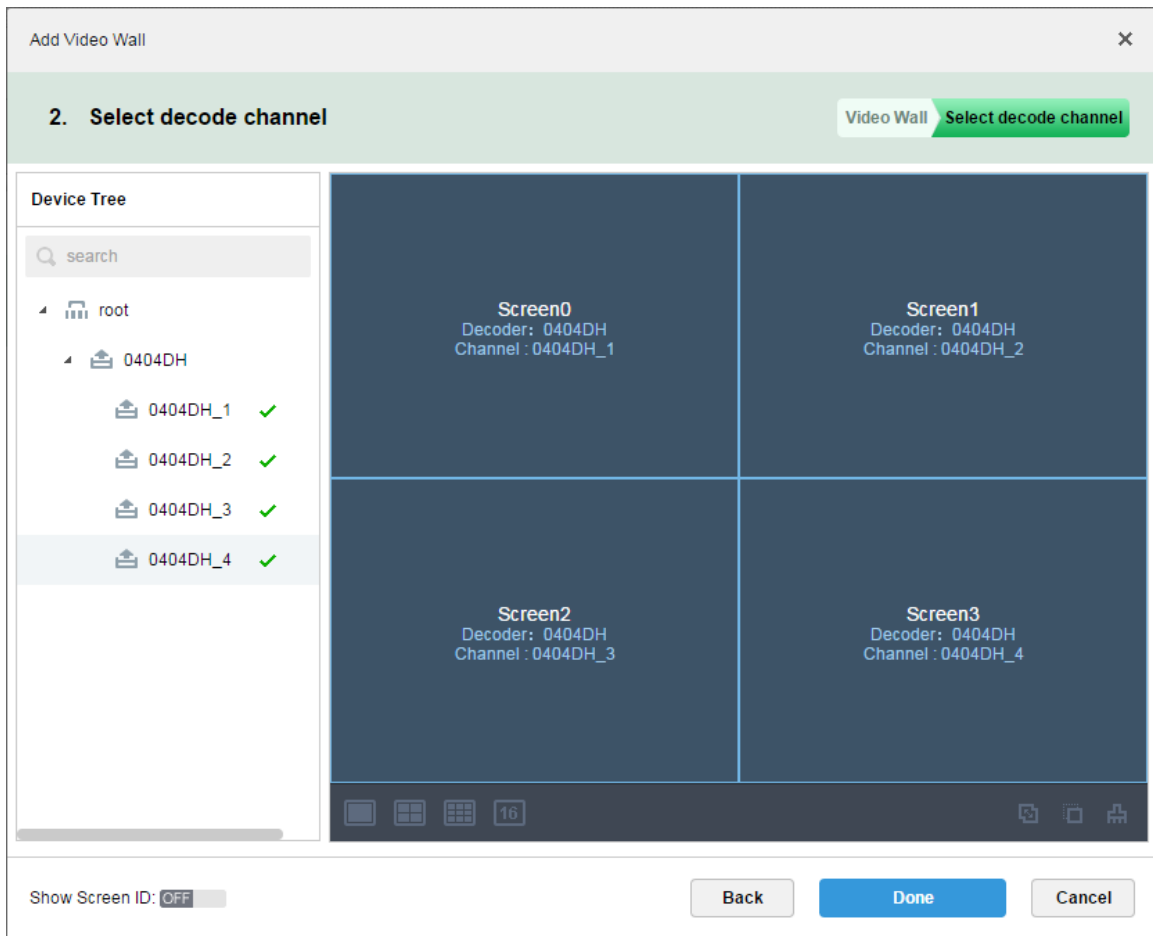 Add Video Wall
2. Select decode channel
Video Wall
Select decode channel
Device Tree
search
root
0404DH
0404DH_1
0404DH_2
0404DH_3
0404DH_4
Screen0
Decoder: 0404DH
Channel : 0404DH_1
Screen1
Decoder: 0404DH
Channel : 0404DH_2
Screen2
Decoder: 0404DH
Channel : 0404DH_3
Screen3
Decoder: 0404DH
Channel : 0404DH_4
16
Show Screen ID: OFF
Back
Done
Cancel